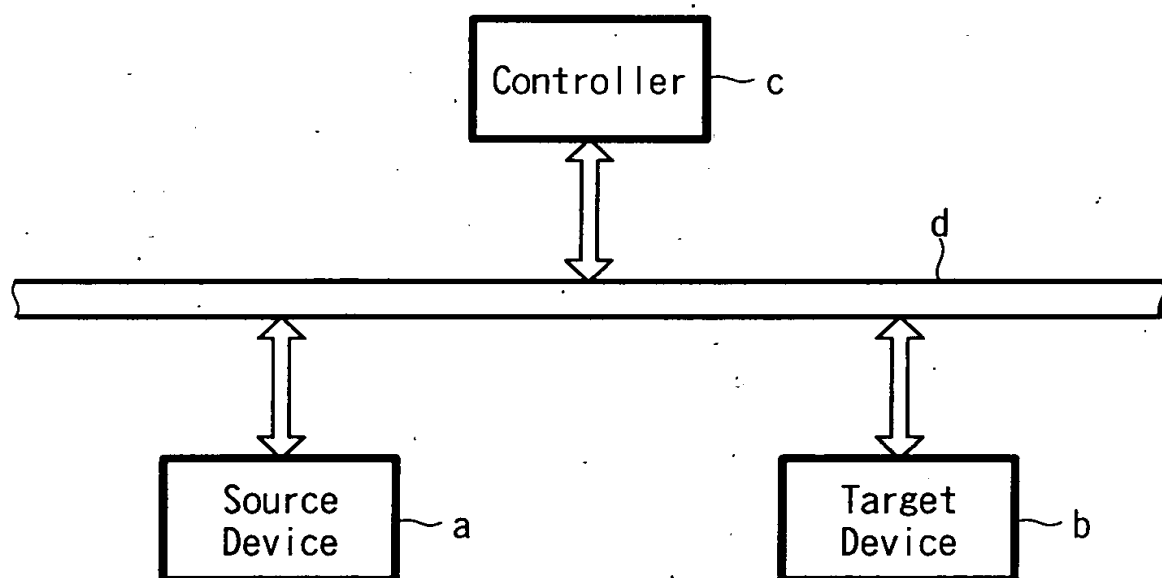 Controller
c
d
Source
Device
a
Target
Device
b